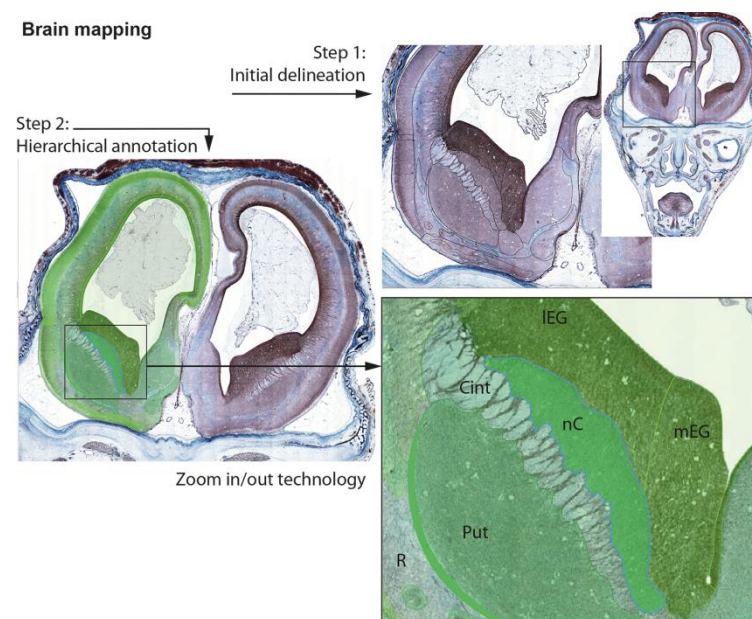 Brain mapping
Step 1:
Initial delineation
Step 2:
Hierarchical annotation
Zoom in/out technology
lEG
Cint
nC
mEG
Put
R